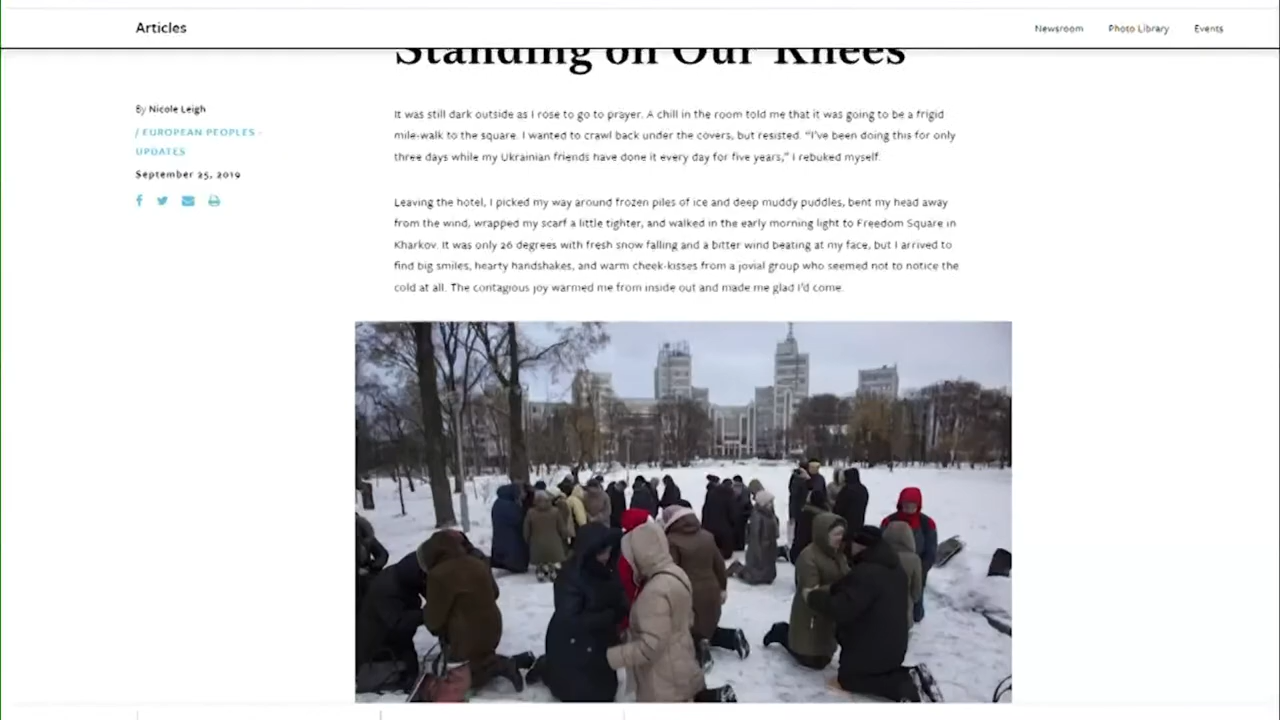 Articles
Newsroom Photo Library Events
Standing on Our Knees
By Nicole Leigh
/ EUROPEAN PEOPLES -
UPDATES
September 25, 2019
It was still dark outside as I rose to go to prayer. A chill in the room told me that it was going to be a frigid
mile-walk to the square. I wanted to crawl back under the covers, but resisted. “I’ve been doing this for only
three days while my Ukrainian friends have done it every day for five years,” I rebuked myself.
Leaving the hotel, I picked my way around frozen piles of ice and deep muddy puddles, bent my head away
from the wind, wrapped my scarf a little tighter, and walked in the early morning light to Freedom Square in
Kharkov. It was only 26 degrees with fresh snow falling and a bitter wind beating at my face, but I arrived to
find big smiles, hearty handshakes, and warm cheek-kisses from a jovial group who seemed not to notice the
cold at all. The contagious joy warmed me from inside out and made me glad I’d come.